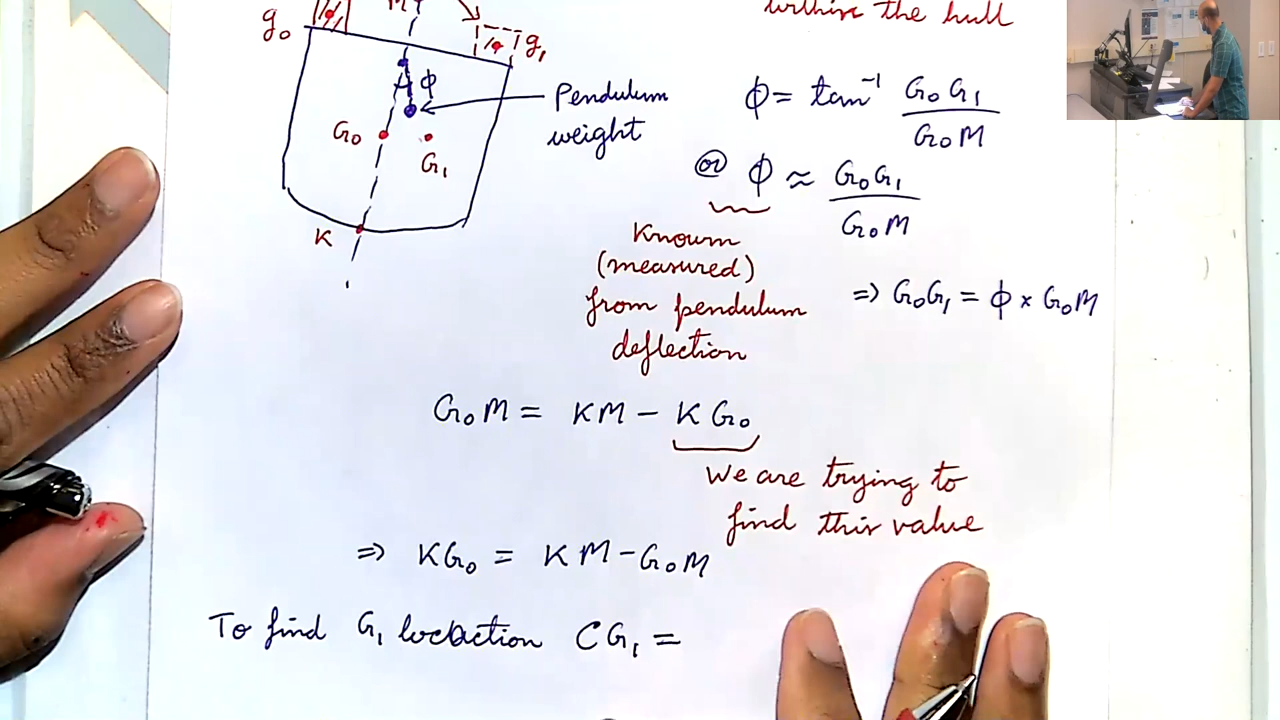 within the hull
M
g₀
g₁
ϕ
Pendulum
weight
G₀
G₁
K
ϕ = tan⁻¹ G₀G₁ / G₀M
or ϕ ≈ G₀G₁ / G₀M
Known
(measured)
from pendulum
deflection
⇒ G₀G₁ = ϕ × G₀M
G₀M = KM – KG₀
We are trying to
find this value
⇒ KG₀ = KM – G₀M
To find G₁ location CG₁ =